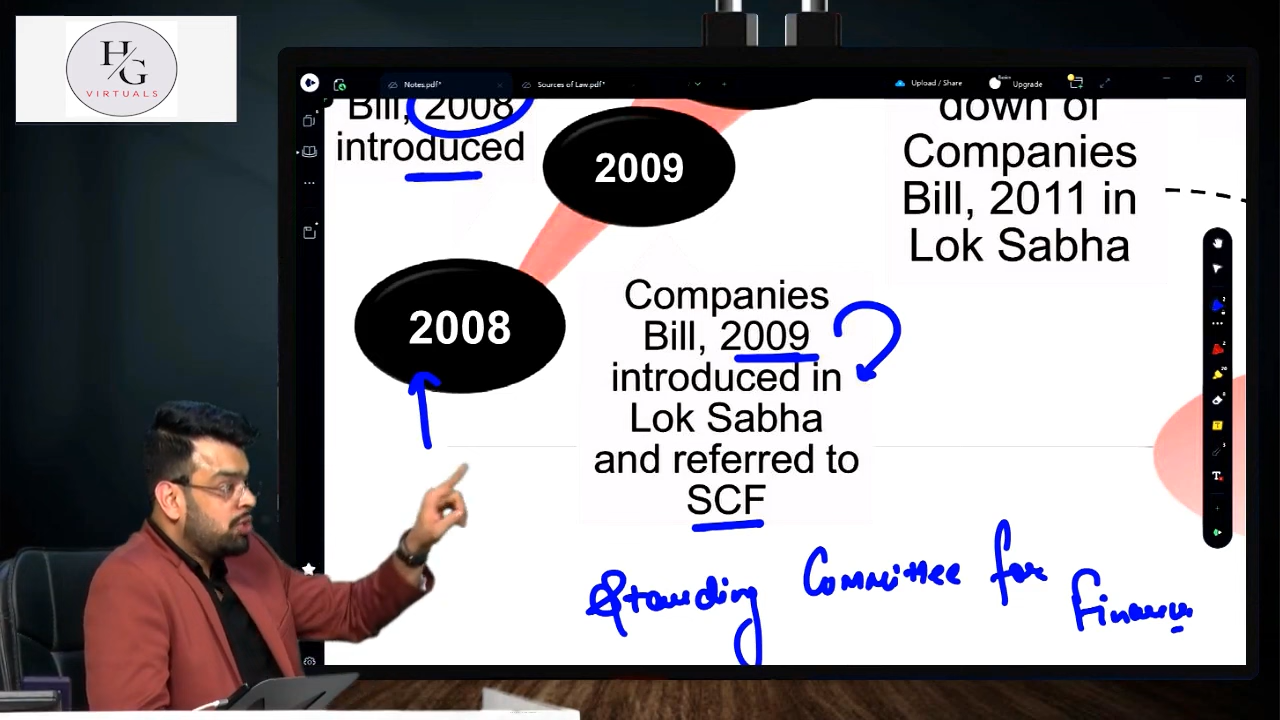 H/G
VIRTUALS
Notes.pdf*
Sources of Law.pdf*
Upload / Share
Upgrade
Bill, 2008
introduced
2009
down of
Companies
Bill, 2011 in
Lok Sabha
2008
Companies
Bill, 2009
introduced in
Lok Sabha
and referred to
SCF
Standing Committee for Finance